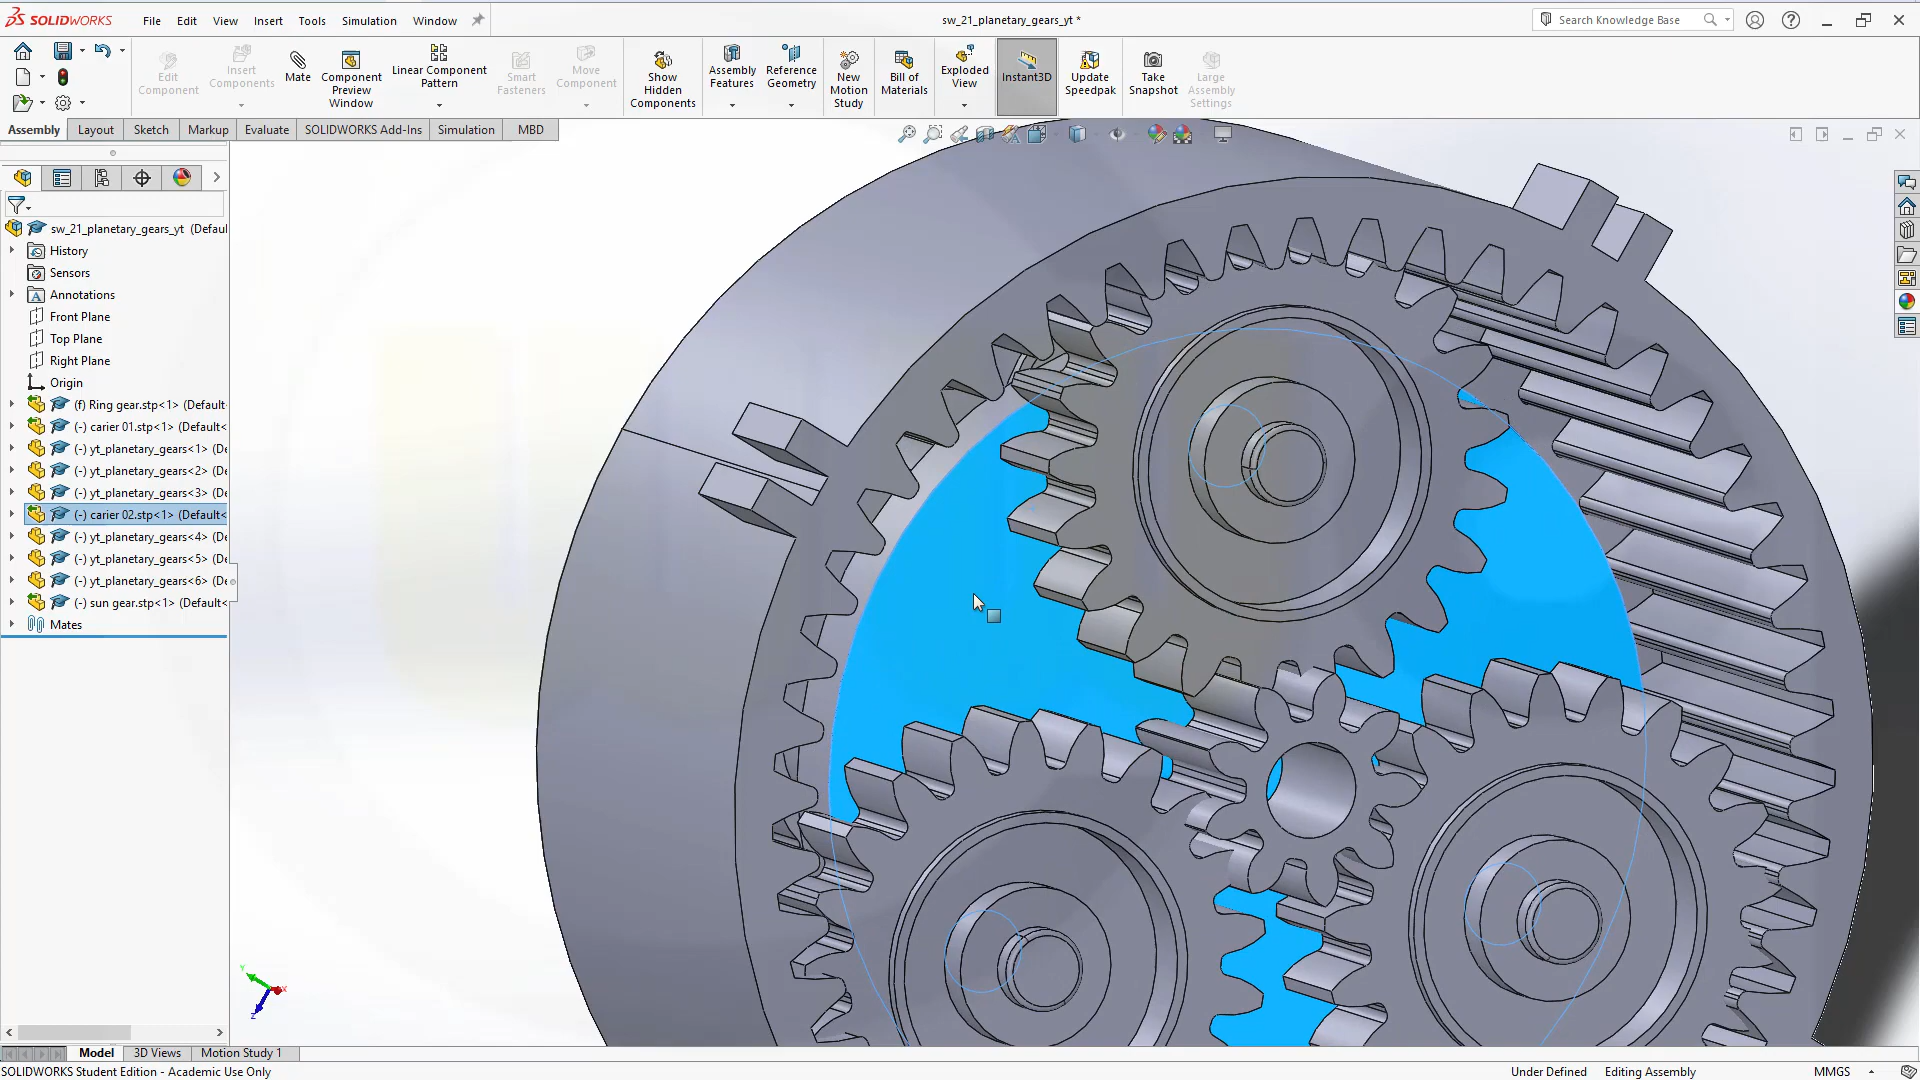 SOLIDWORKS File Edit View Insert Tools Simulation Window sw_21_planetary_gears_yt * Search Knowledge Base
Edit Component
Insert Components
Mate
Component Preview Window
Linear Component Pattern
Smart Fasteners
Move Component
Show Hidden Components
Assembly Features
Reference Geometry
New Motion Study
Bill of Materials
Exploded View
Instant3D
Update Speedpak
Take Snapshot
Large Assembly Settings
Assembly Layout Sketch Markup Evaluate SOLIDWORKS Add-Ins Simulation MBD
sw_21_planetary_gears_yt (Defaul
History
Sensors
Annotations
Front Plane
Top Plane
Right Plane
Origin
(f) Ring gear.stp<1> (Default
(-) carier 01.stp<1> (Default<
(-) yt_planetary_gears<1> (De
(-) yt_planetary_gears<2> (De
(-) yt_planetary_gears<3> (De
(-) carier 02.stp<1> (Default<
(-) yt_planetary_gears<4> (De
(-) yt_planetary_gears<5> (De
(-) yt_planetary_gears<6> (De
(-) sun gear.stp<1> (Default<
Mates
Y
X
Z
Model 3D Views Motion Study 1
SOLIDWORKS Student Edition - Academic Use Only Under Defined Editing Assembly MMGS